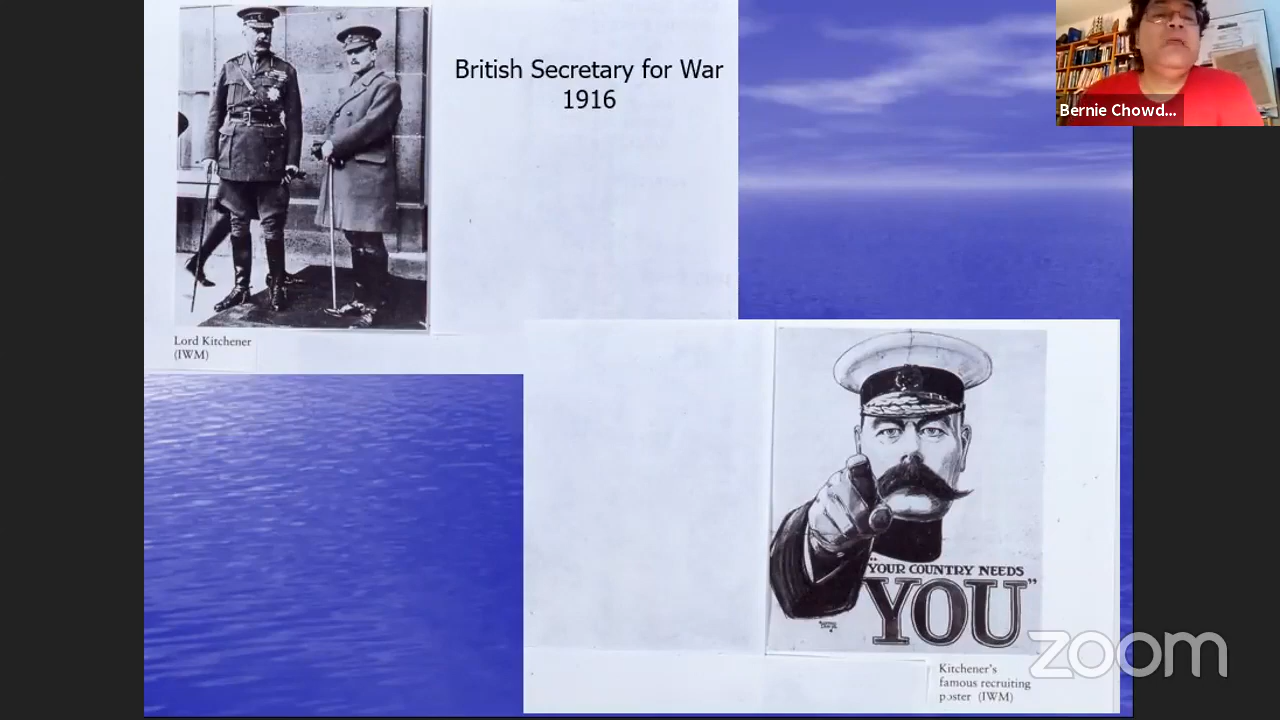 British Secretary for War
1916
Bernie Chowd...
Lord Kitchener
(IWM)
"YOUR COUNTRY NEEDS
YOU"
zoom
Kitchener's
famous recruiting
poster (IWM)